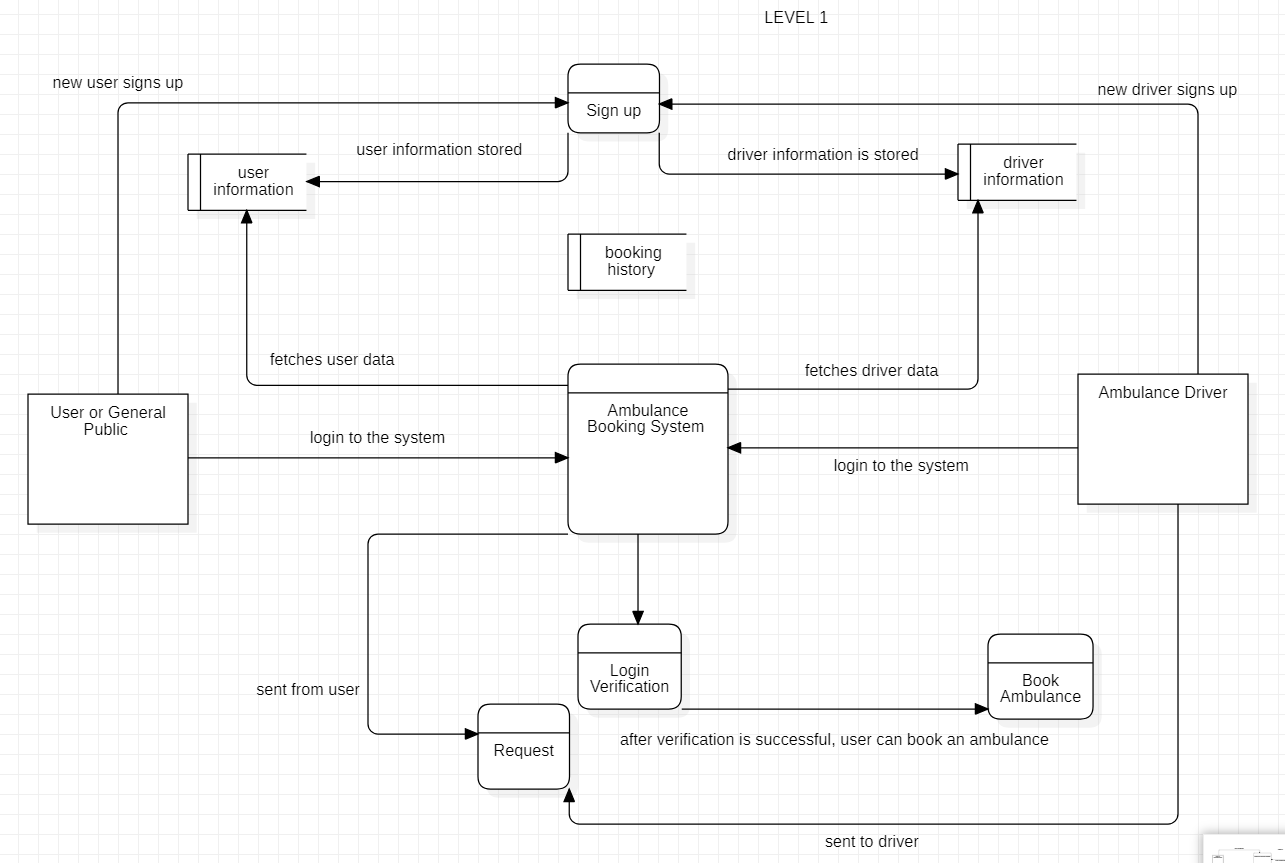 LEVEL 1
new user signs up
new driver signs up
Sign up
user information stored
driver information is stored
user
information
driver
information
booking
history
fetches user data
fetches driver data
User or General
Public
Ambulance
Booking System
Ambulance Driver
login to the system
login to the system
Login
Verification
Book
Ambulance
sent from user
Request
after verification is successful, user can book an ambulance
sent to driver